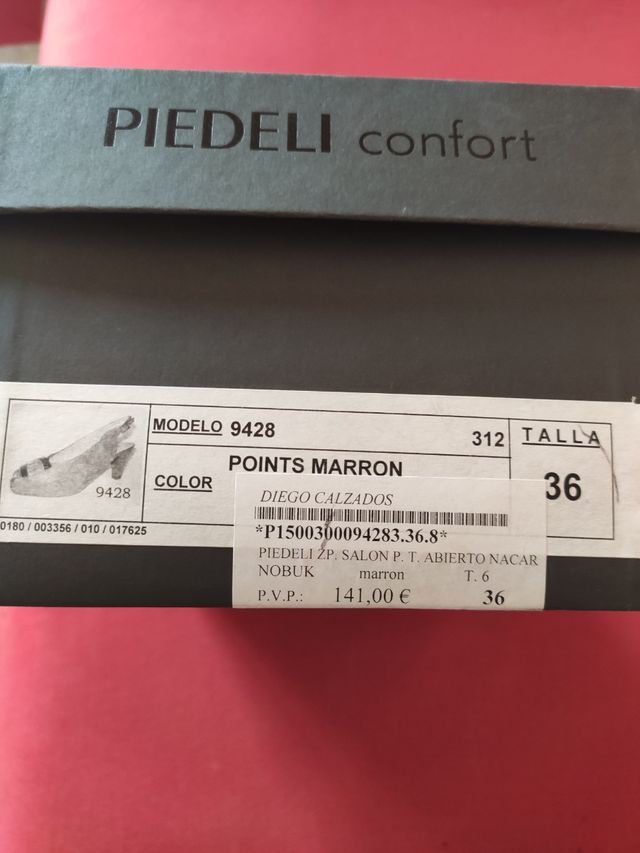 PIEDELI confort
MODELO 9428
312
TALLA
COLOR
POINTS MARRON
36
9428
0180 / 003356 / 010 / 017625
DIEGO CALZADOS
*P1500300094283.36.8*
PIEDELI ZP. SALON P. T. ABIERTO NACAR
NOBUK marron T. 6
P.V.P.: 141,00 € 36